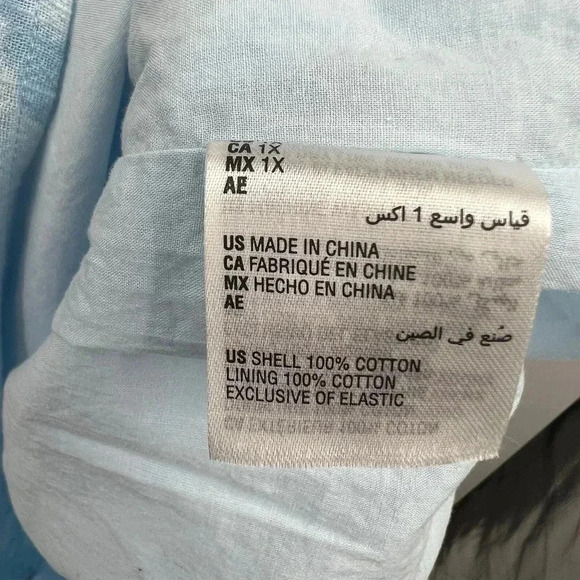 CA 1X
MX 1X
AE
قياس واسع 1 اكس
US MADE IN CHINA
CA FABRIQUÉ EN CHINE
MX HECHO EN CHINA
AE
صُنع في الصين
US SHELL 100% COTTON
LINING 100% COTTON
EXCLUSIVE OF ELASTIC